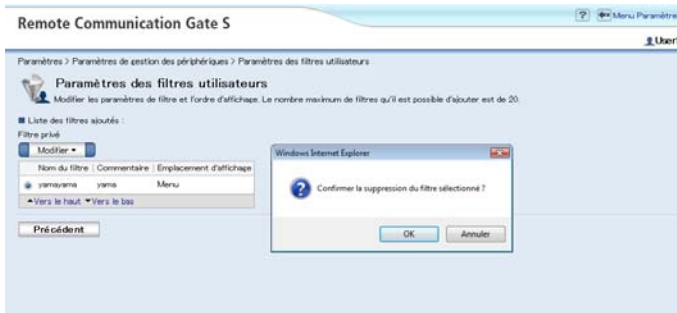 Remote Communication Gate S
? Menu Paramètre
User
Paramètres > Paramètres de gestion des périphériques > Paramètres des filtres utilisateurs
Paramètres des filtres utilisateurs
Modifier les paramètres de filtre et l'ordre d'affichage. Le nombre maximum de filtres qu'il est possible d'ajouter est de 20.
Liste des filtres ajoutés :
Filtre privé
Modifier
Nom du filtre Commentaire Emplacement d'affichage
yamayama yama Menu
Vers le haut Vers le bas
Précédent
Windows Internet Explorer
Confirmer la suppression du filtre sélectionné ?
OK Annuler